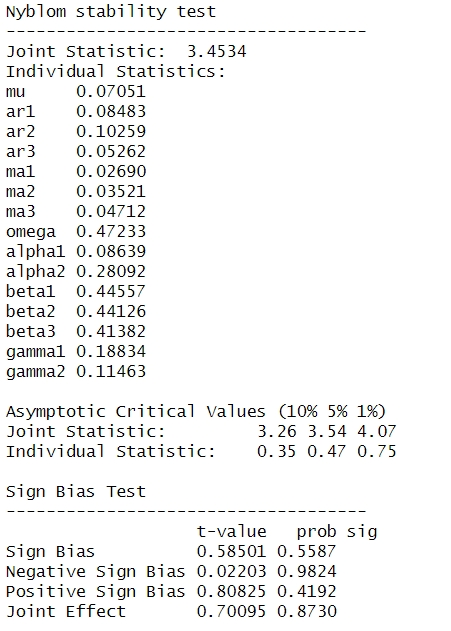 Nyblom stability test
------------------------------------
Joint Statistic:  3.4534
Individual Statistics:
mu     0.07051
ar1    0.08483
ar2    0.10259
ar3    0.05262
ma1    0.02690
ma2    0.03521
ma3    0.04712
omega  0.47233
alpha1 0.08639
alpha2 0.28092
beta1  0.44557
beta2  0.44126
beta3  0.41382
gamma1 0.18834
gamma2 0.11463
Asymptotic Critical Values (10% 5% 1%)
Joint Statistic:         3.26 3.54 4.07
Individual Statistic:    0.35 0.47 0.75
Sign Bias Test
------------------------------------
                   t-value   prob sig
Sign Bias          0.58501 0.5587
Negative Sign Bias 0.02203 0.9824
Positive Sign Bias 0.80825 0.4192
Joint Effect       0.70095 0.8730